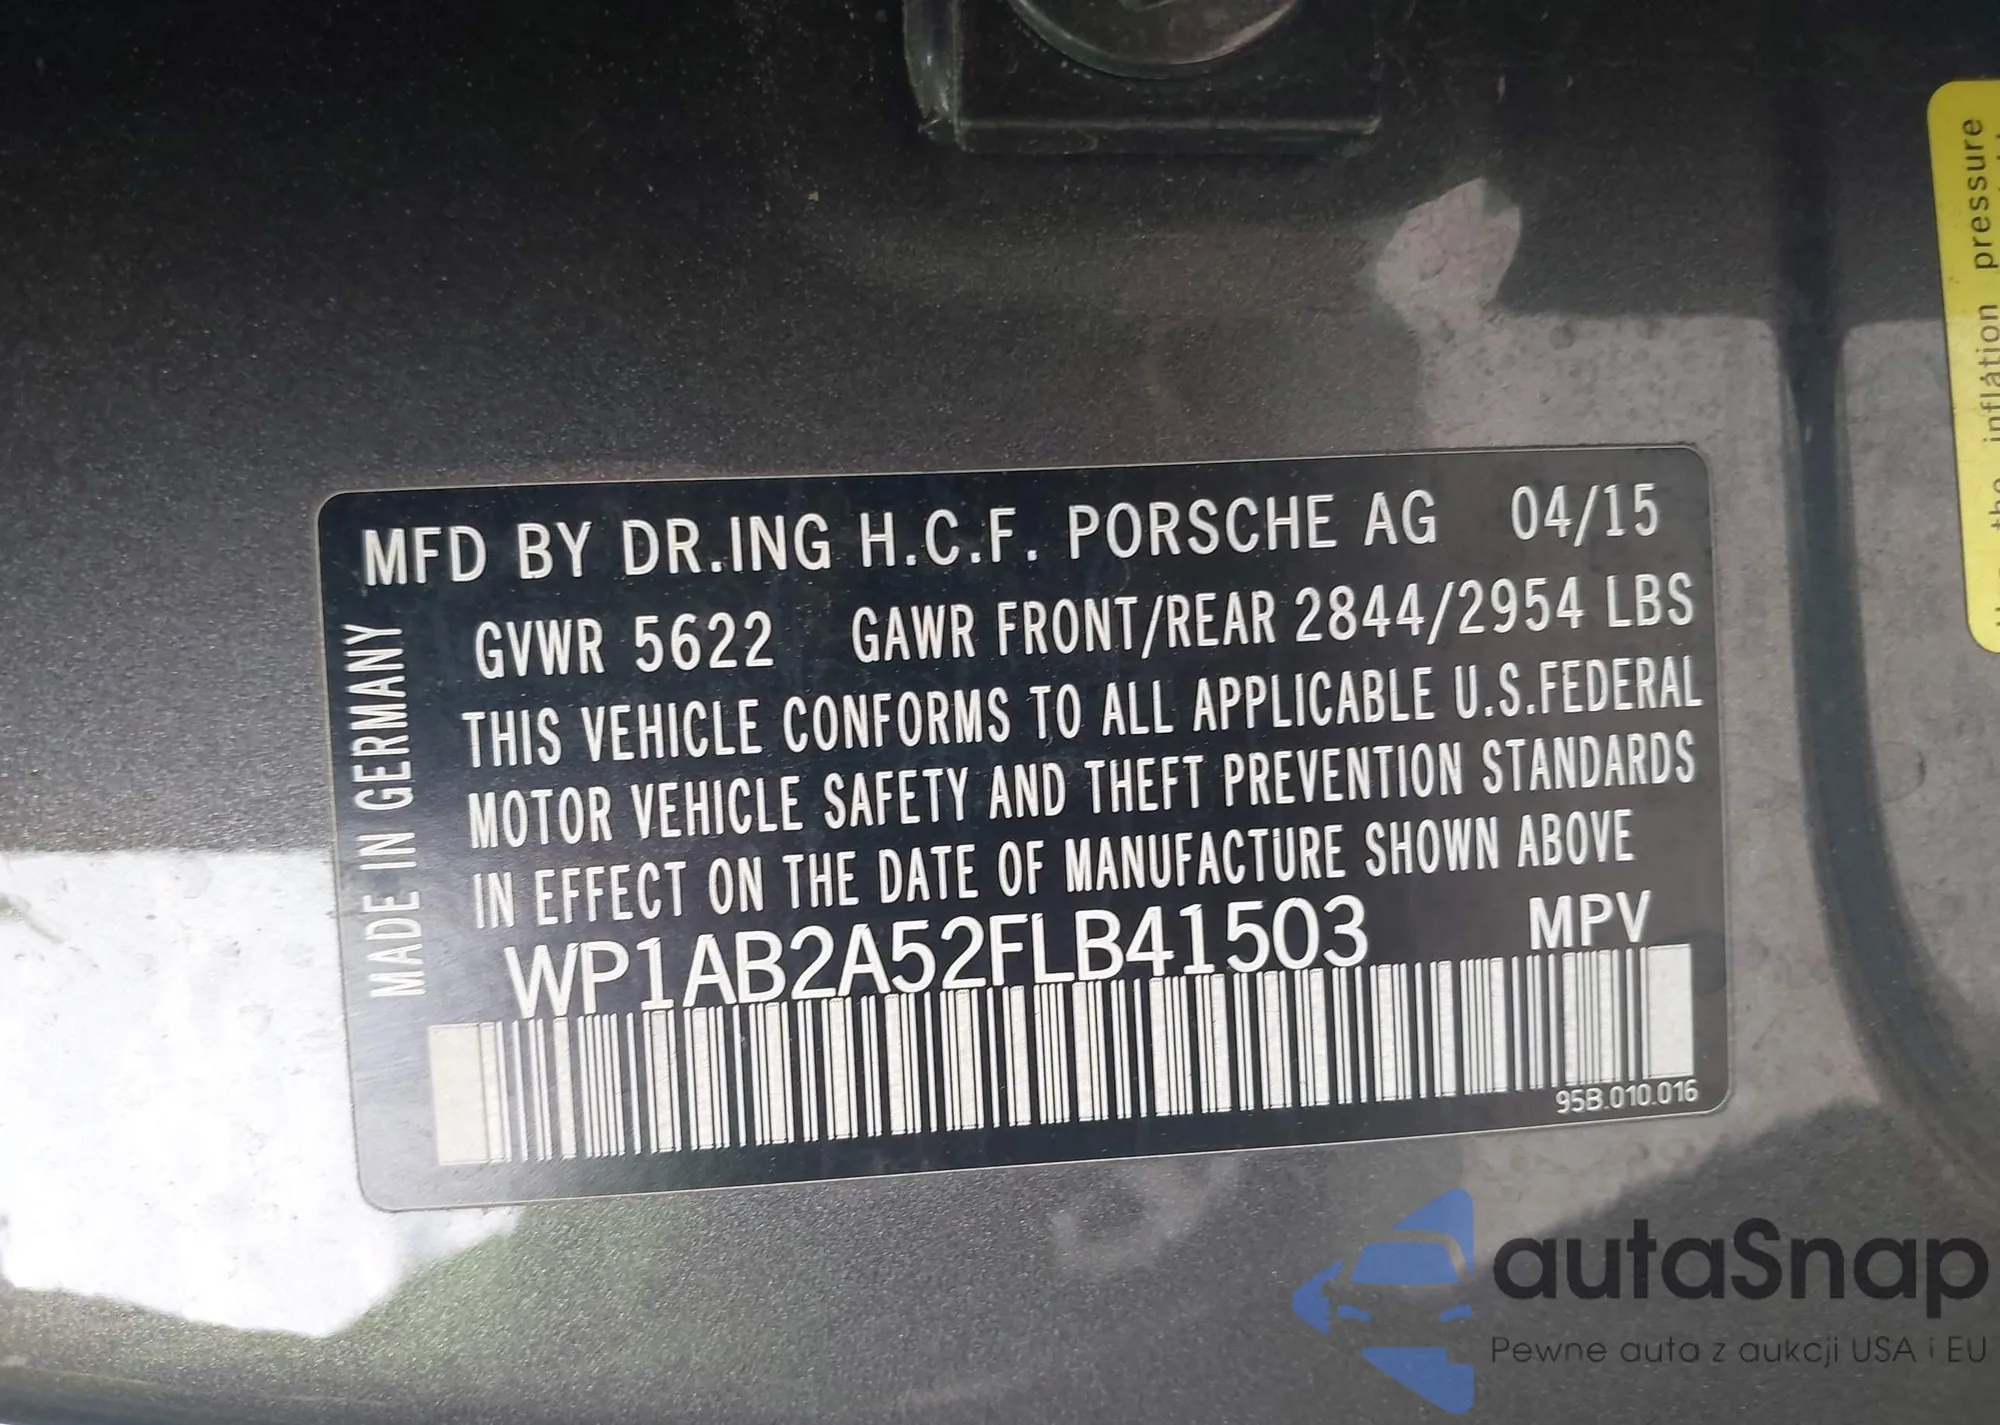 MFD BY DR.ING H.C.F. PORSCHE AG 04/15
GVWR 5622 GAWR FRONT/REAR 2844/2954 LBS
THIS VEHICLE CONFORMS TO ALL APPLICABLE U.S.FEDERAL
MOTOR VEHICLE SAFETY AND THEFT PREVENTION STANDARDS
IN EFFECT ON THE DATE OF MANUFACTURE SHOWN ABOVE
WP1AB2A52FLB41503 MPV
95B.010.016
MADE IN GERMANY
the inflation pressure
autaSnap
Pewne auta z aukcji USA i EU